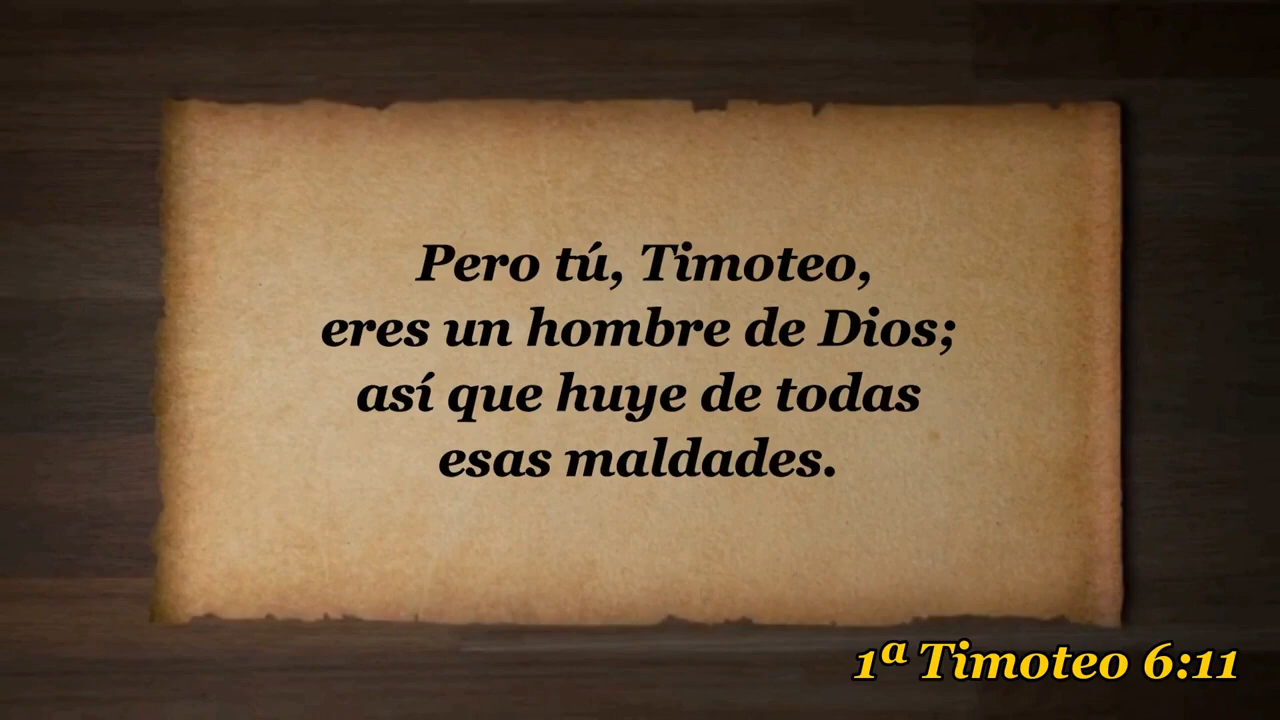 Pero tú, Timoteo,
eres un hombre de Dios;
así que huye de todas
esas maldades.
1ª Timoteo 6:11